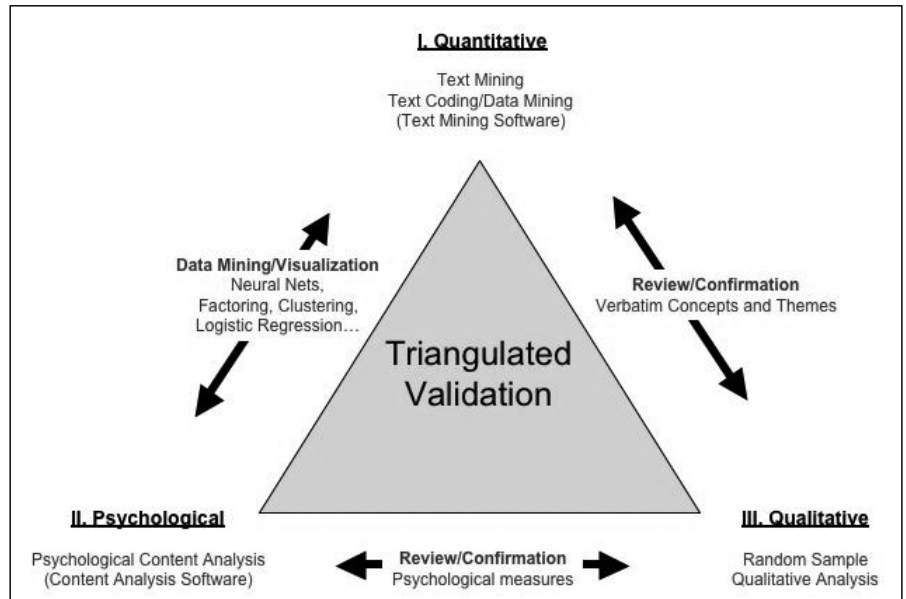 I. Quantitative
Text Mining
Text Coding/Data Mining
(Text Mining Software)
Data Mining/Visualization
Neural Nets,
Factoring, Clustering,
Logistic Regression…
Review/Confirmation
Verbatim Concepts and Themes
Triangulated
Validation
II. Psychological
Psychological Content Analysis
(Content Analysis Software)
Review/Confirmation
Psychological measures
III. Qualitative
Random Sample
Qualitative Analysis